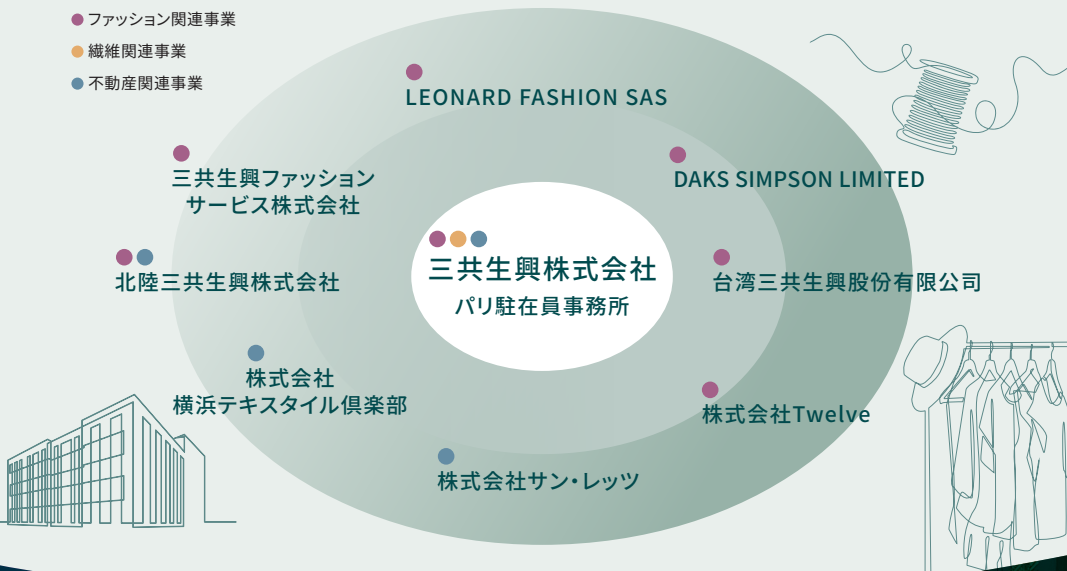 ファッション関連事業
繊維関連事業
不動産関連事業
LEONARD FASHION SAS
三共生興ファッション
サービス株式会社
DAKS SIMPSON LIMITED
三共生興株式会社
パリ駐在員事務所
北陸三共生興株式会社
台湾三共生興股份有限公司
株式会社
横浜テキスタイル倶楽部
株式会社Twelve
株式会社サン・レッツ